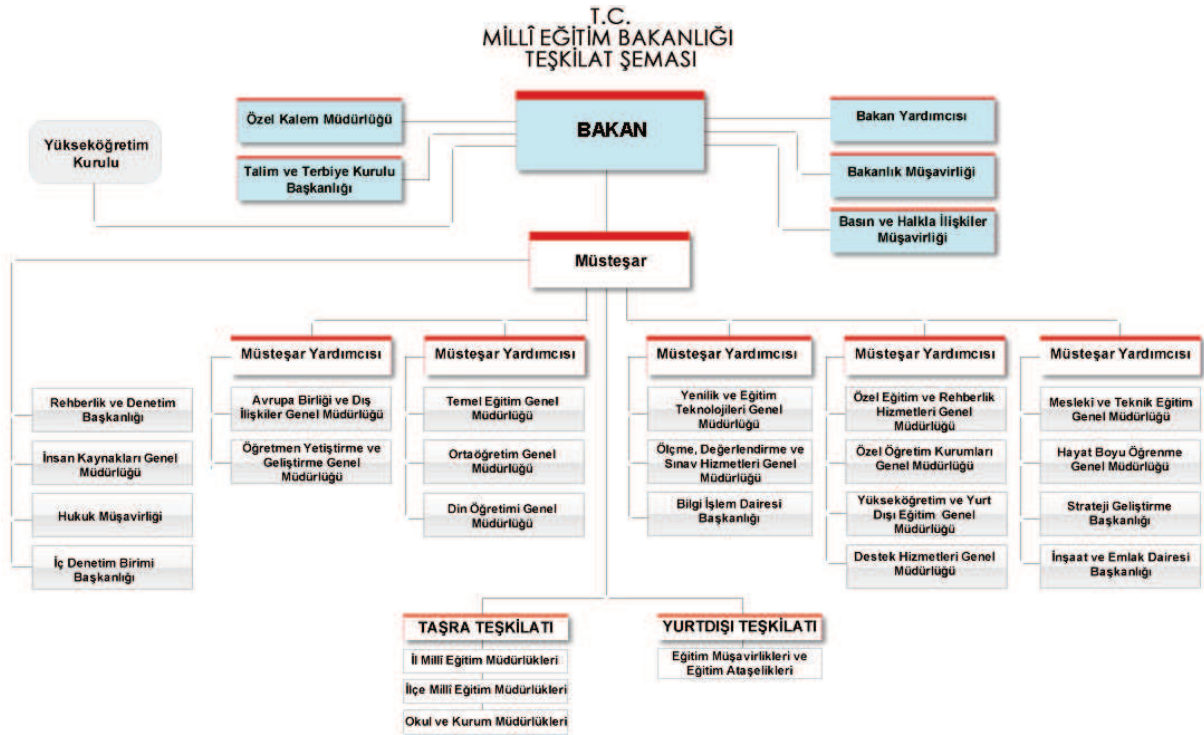 T.C.
MİLLÎ EĞİTİM BAKANLIĞI
TEŞKİLAT ŞEMASI
Yükseköğretim
Kurulu
Özel Kalem Müdürlüğü
Talim ve Terbiye Kurulu
Başkanlığı
BAKAN
Bakan Yardımcısı
Bakanlık Müşavirliği
Basın ve Halkla İlişkiler
Müşavirliği
Müsteşar
Rehberlik ve Denetim
Başkanlığı
İnsan Kaynakları Genel
Müdürlüğü
Hukuk Müşavirliği
İç Denetim Birimi
Başkanlığı
Müsteşar Yardımcısı
Avrupa Birliği ve Dış
İlişkiler Genel Müdürlüğü
Öğretmen Yetiştirme ve
Geliştirme Genel
Müdürlüğü
Müsteşar Yardımcısı
Temel Eğitim Genel
Müdürlüğü
Ortaöğretim Genel
Müdürlüğü
Din Öğretimi Genel
Müdürlüğü
Müsteşar Yardımcısı
Yenilik ve Eğitim
Teknolojileri Genel
Müdürlüğü
Ölçme, Değerlendirme ve
Sınav Hizmetleri Genel
Müdürlüğü
Bilgi İşlem Dairesi
Başkanlığı
Müsteşar Yardımcısı
Özel Eğitim ve Rehberlik
Hizmetleri Genel
Müdürlüğü
Özel Öğretim Kurumları
Genel Müdürlüğü
Yükseköğretim ve Yurt
Dışı Eğitim Genel
Müdürlüğü
Destek Hizmetleri Genel
Müdürlüğü
Müsteşar Yardımcısı
Mesleki ve Teknik Eğitim
Genel Müdürlüğü
Hayat Boyu Öğrenme
Genel Müdürlüğü
Strateji Geliştirme
Başkanlığı
İnşaat ve Emlak Dairesi
Başkanlığı
TAŞRA TEŞKİLATI
İl Millî Eğitim Müdürlükleri
İlçe Millî Eğitim Müdürlükleri
Okul ve Kurum Müdürlükleri
YURTDIŞI TEŞKİLATI
Eğitim Müşavirlikleri ve
Eğitim Ataşelikleri